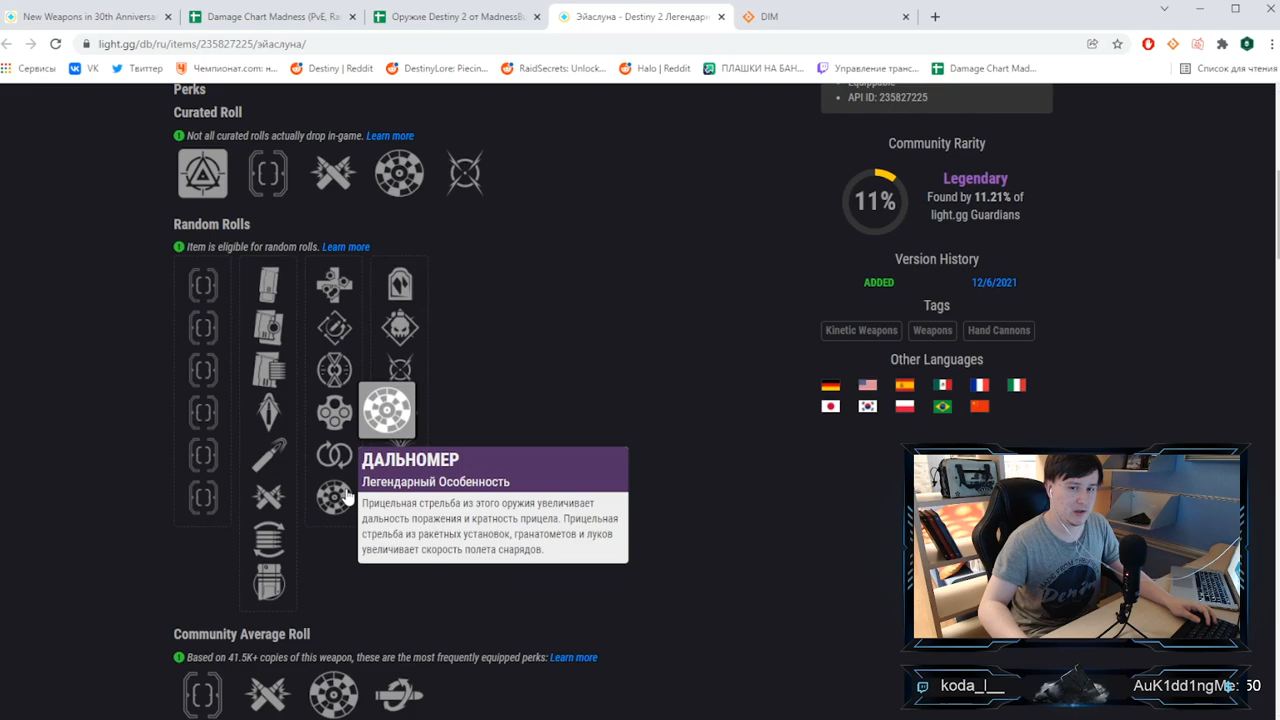 New Weapons in 30th Anniversa
Damage Chart Madness (PvE, Ra
Оружие Destiny 2 от MadnessBu
Эйаслуна - Destiny 2 Легендарн
DIM
light.gg/db/ru/items/235827225/эйаслуна/
Сервисы
VK
Твиттер
Чемпионат.com: н...
Destiny | Reddit
DestinyLore: Piecin...
RaidSecrets: Unlock...
Halo | Reddit
ПЛАШКИ НА БАН...
Управление транс...
Damage Chart Mad...
Список для чтения
Perks
Curated Roll
Not all curated rolls actually drop in-game. Learn more
Random Rolls
Item is eligible for random rolls. Learn more
ДАЛЬНОМЕР
Легендарный Особенность
Прицельная стрельба из этого оружия увеличивает
дальность поражения и кратность прицела. Прицельная
стрельба из ракетных установок, гранатометов и луков
увеличивает скорость полета снарядов.
Community Average Roll
Based on 41.5K+ copies of this weapon, these are the most frequently equipped perks: Learn more
Equippable
API ID: 235827225
Community Rarity
11%
Legendary
Found by 11.21% of
light.gg Guardians
Version History
ADDED
12/6/2021
Tags
Kinetic Weapons
Weapons
Hand Cannons
Other Languages
koda_l__
AuK1dd1ngMe: 50